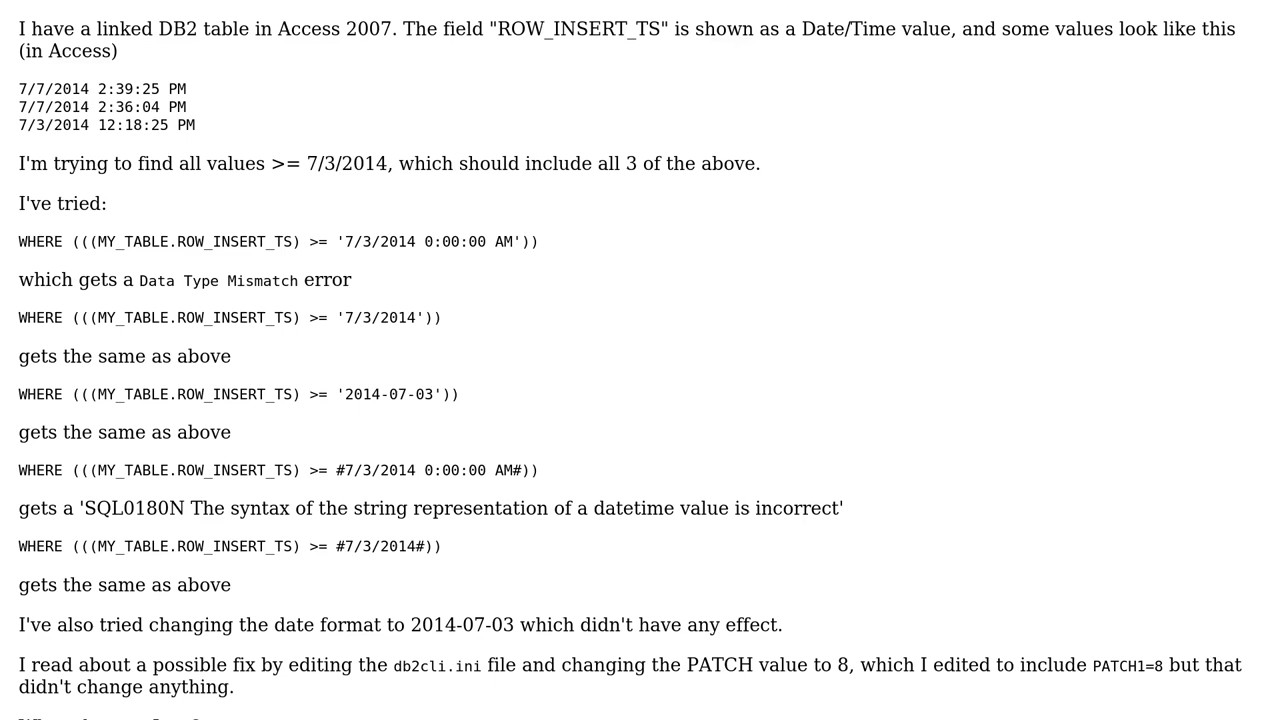 I have a linked DB2 table in Access 2007. The field "ROW_INSERT_TS" is shown as a Date/Time value, and some values look like this
(in Access)
7/7/2014 2:39:25 PM
7/7/2014 2:36:04 PM
7/3/2014 12:18:25 PM
I'm trying to find all values >= 7/3/2014, which should include all 3 of the above.
I've tried:
WHERE (((MY_TABLE.ROW_INSERT_TS) >= '7/3/2014 0:00:00 AM'))
which gets a Data Type Mismatch error
WHERE (((MY_TABLE.ROW_INSERT_TS) >= '7/3/2014'))
gets the same as above
WHERE (((MY_TABLE.ROW_INSERT_TS) >= '2014-07-03'))
gets the same as above
WHERE (((MY_TABLE.ROW_INSERT_TS) >= #7/3/2014 0:00:00 AM#))
gets a 'SQL0180N The syntax of the string representation of a datetime value is incorrect'
WHERE (((MY_TABLE.ROW_INSERT_TS) >= #7/3/2014#))
gets the same as above
I've also tried changing the date format to 2014-07-03 which didn't have any effect.
I read about a possible fix by editing the db2cli.ini file and changing the PATCH value to 8, which I edited to include PATCH1=8 but that
didn't change anything.